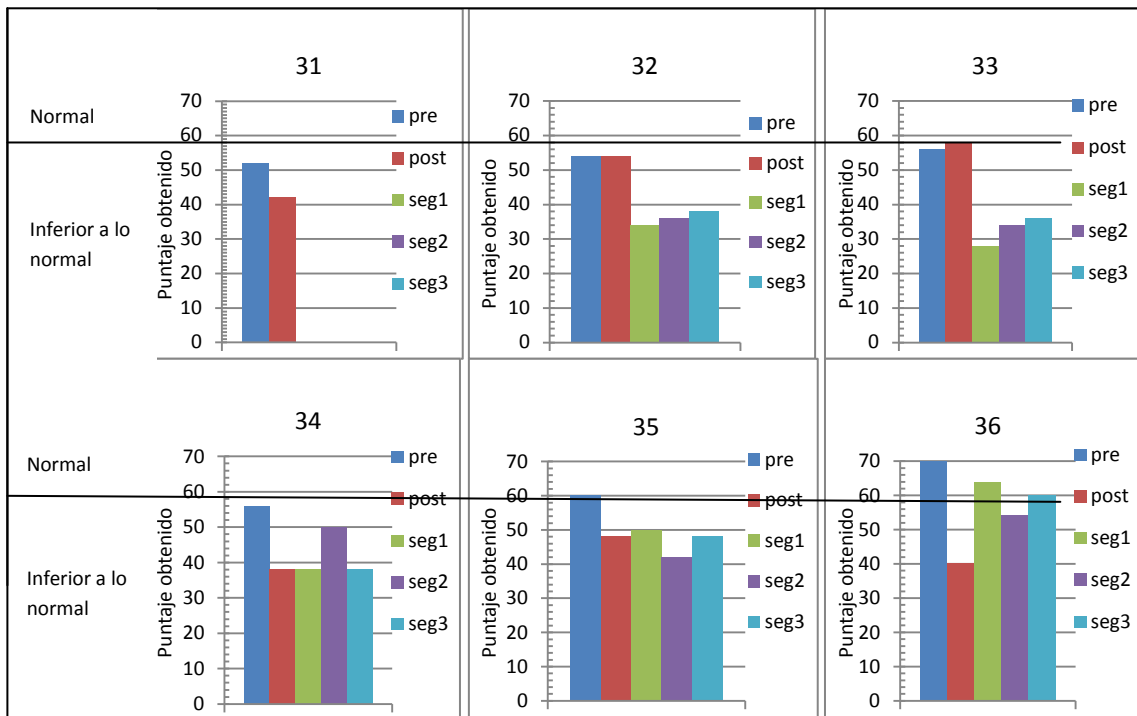 31
32
33
Normal
Inferior a lo
normal
Puntaje obtenido
70
60
50
40
30
20
10
0
pre
post
seg1
seg2
seg3
Puntaje obtenido
70
60
50
40
30
20
10
0
pre
post
seg1
seg2
seg3
Puntaje obtenido
70
60
50
40
30
20
10
0
pre
post
seg1
seg2
seg3
34
35
36
Normal
Inferior a lo
normal
Puntaje obtenido
70
60
50
40
30
20
10
0
pre
post
seg1
seg2
seg3
Puntaje obtenido
70
60
50
40
30
20
10
0
pre
post
seg1
seg2
seg3
Puntaje obtenido
70
60
50
40
30
20
10
0
pre
post
seg1
seg2
seg3